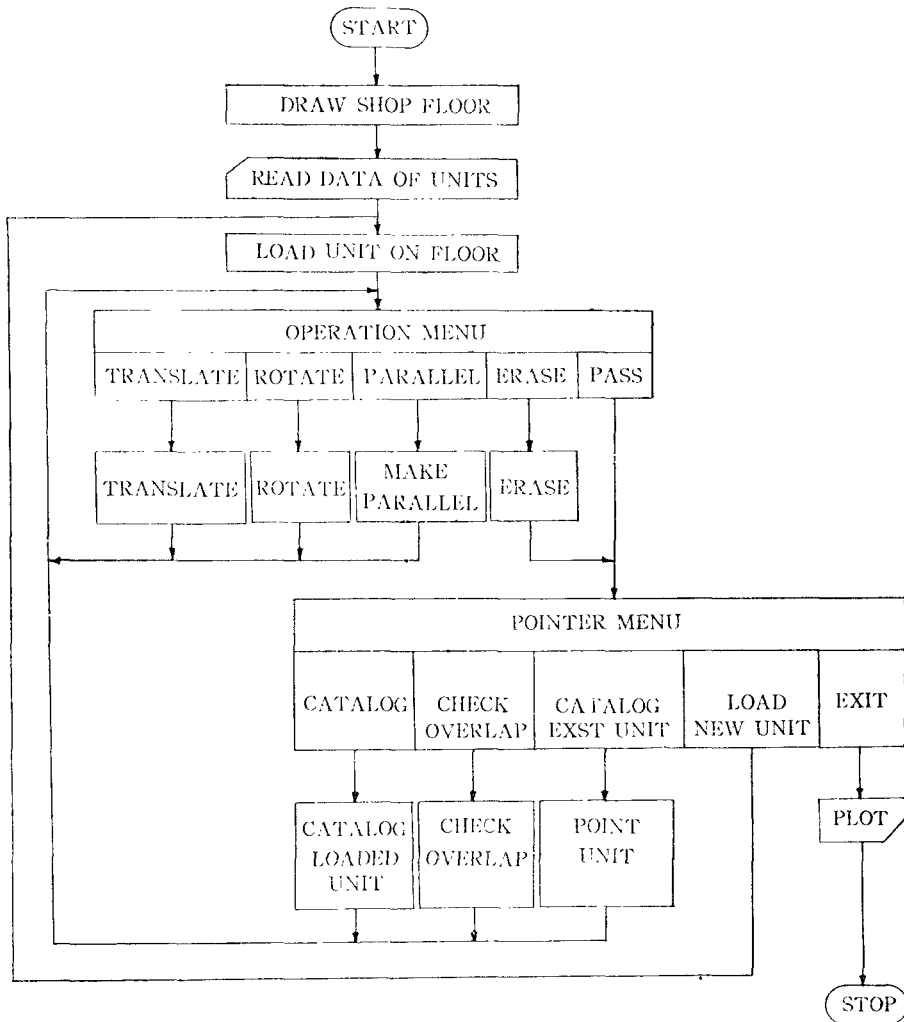 START
DRAW SHOP FLOOR
READ DATA OF UNITS
LOAD UNIT ON FLOOR
OPERATION MENU
TRANSLATE ROTATE PARALLEL ERASE PASS
TRANSLATE
ROTATE
MAKE
PARALLEL
ERASE
POINTER MENU
CATALOG
CHECK
OVERLAP
CATALOG
EXST UNIT
LOAD
NEW UNIT
EXIT
CATALOG
LOADED
UNIT
CHECK
OVERLAP
POINT
UNIT
PLOT
STOP